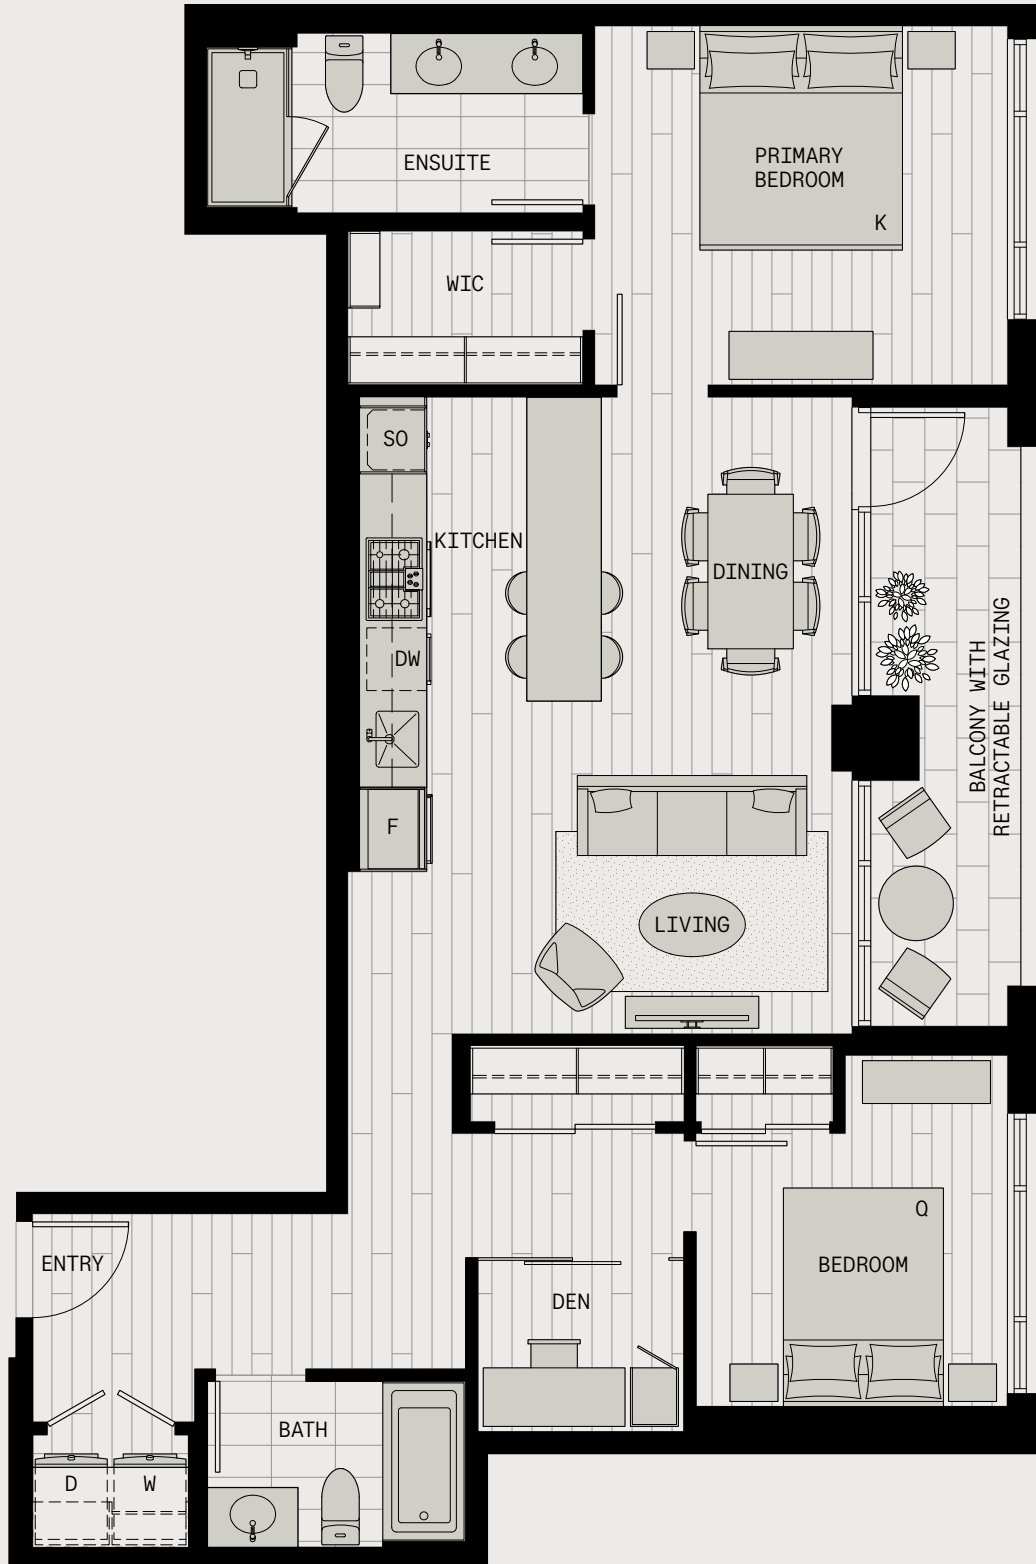 ENSUITE
PRIMARY
BEDROOM
K
WIC
SO
KITCHEN
DINING
DW
BALCONY WITH
RETRACTABLE GLAZING
F
LIVING
Q
ENTRY
BEDROOM
DEN
BATH
D
W